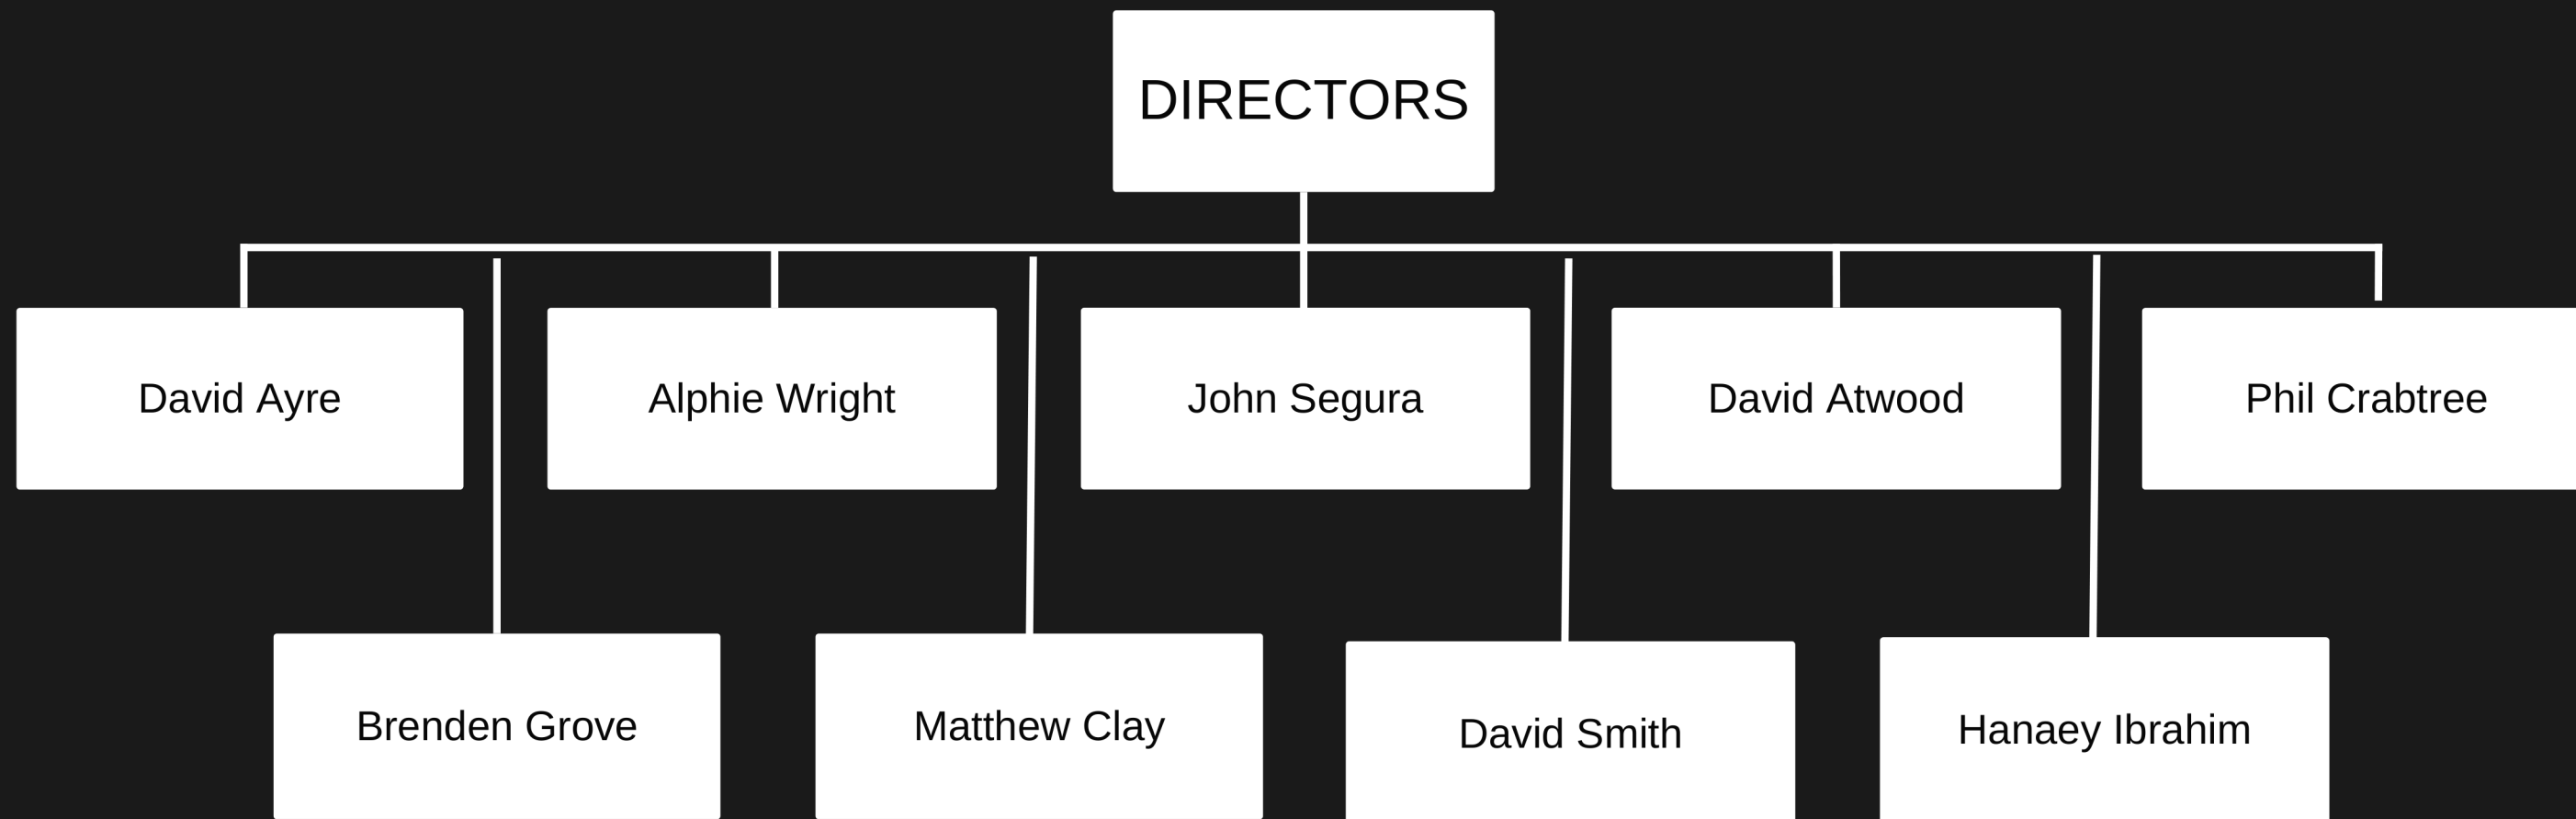 DIRECTORS
David Ayre
Alphie Wright
John Segura
David Atwood
Phil Crabtree
Brenden Grove
Matthew Clay
David Smith
Hanaey Ibrahim